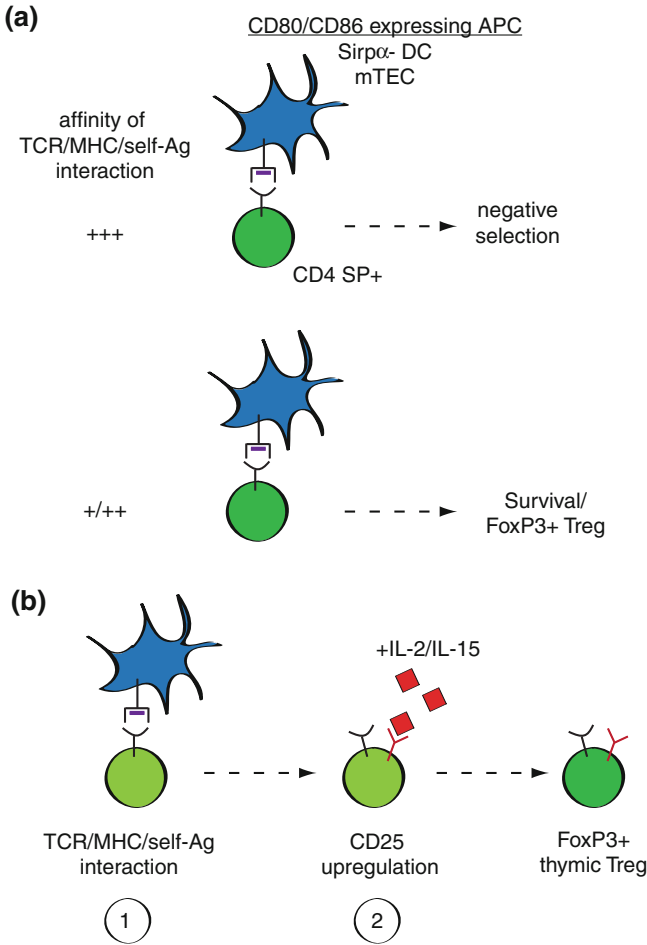 (a)
CD80/CD86 expressing APC
Sirpα- DC
mTEC
affinity of
TCR/MHC/self-Ag
interaction
+++
negative
selection
CD4 SP+
+/++
Survival/
FoxP3+ Treg
(b)
+IL-2/IL-15
TCR/MHC/self-Ag
interaction
CD25
upregulation
FoxP3+
thymic Treg
1
2